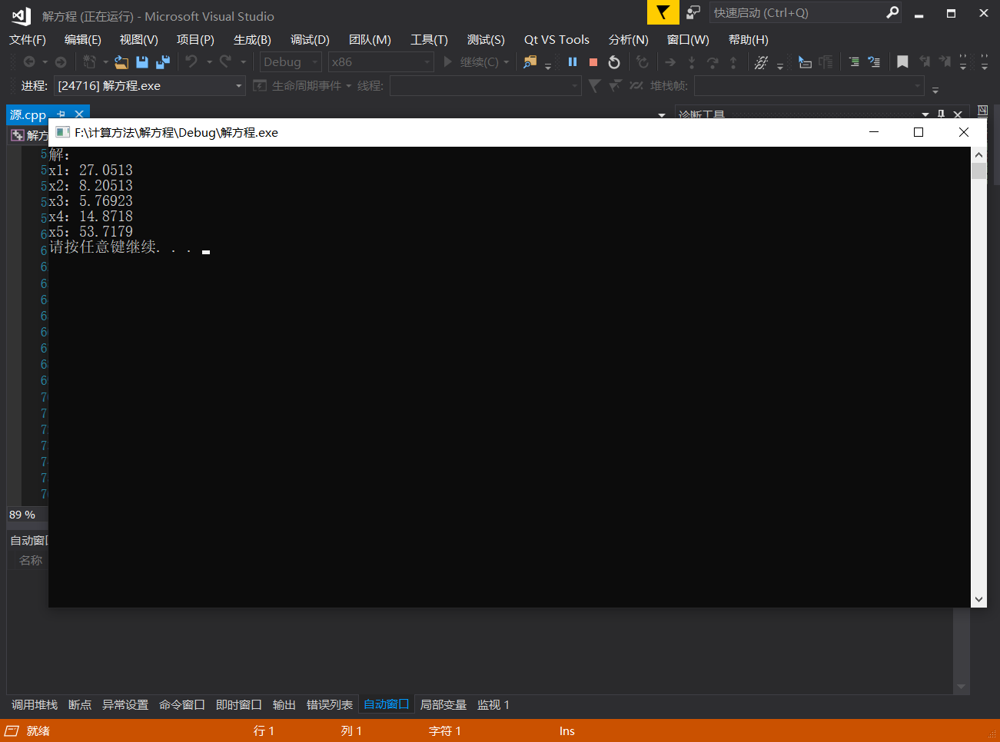 解方程 (正在运行) - Microsoft Visual Studio
快速启动 (Ctrl+Q)
文件(F) 编辑(E) 视图(V) 项目(P) 生成(B) 调试(D) 团队(M) 工具(T) 测试(S) Qt VS Tools 分析(N) 窗口(W) 帮助(H)
Debug x86 继续(C)
进程: [24716] 解方程.exe 生命周期事件 线程: 堆栈帧:
源.cpp 诊断工具
F:\计算方法\解方程\Debug\解方程.exe
解方
解：
x1：27.0513
x2：8.20513
x3：5.76923
x4：14.8718
x5：53.7179
请按任意键继续. . .
89 %
自动窗口
名称
调用堆栈 断点 异常设置 命令窗口 即时窗口 输出 错误列表 自动窗口 局部变量 监视 1
就绪 行 1 列 1 字符 1 Ins